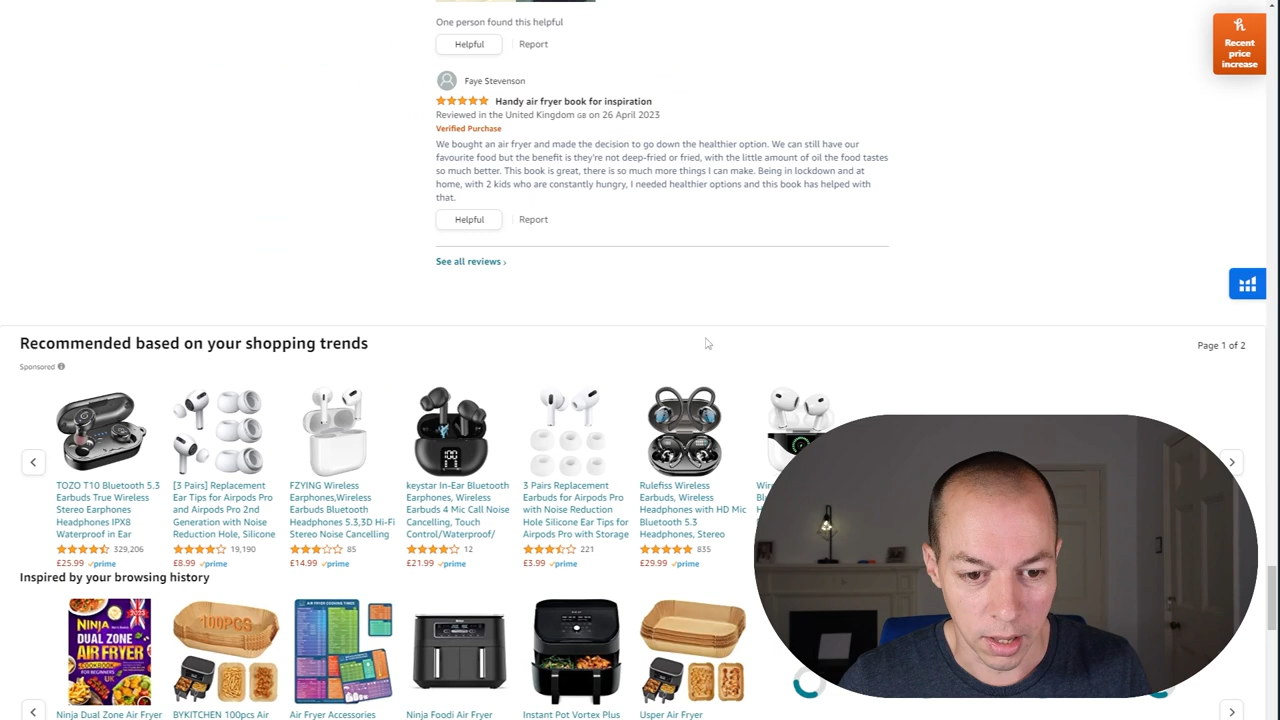 One person found this helpful
Helpful
Report
Recent
price
increase
Faye Stevenson
Handy air fryer book for inspiration
Reviewed in the United Kingdom GB on 26 April 2023
Verified Purchase
We bought an air fryer and made the decision to go down the healthier option. We can still have our
favourite food but the benefit is they're not deep-fried or fried, with the little amount of oil the food tastes
so much better. This book is great, there is so much more things I can make. Being in lockdown and at
home, with 2 kids who are constantly hungry, I needed healthier options and this book has helped with
that.
Helpful
Report
See all reviews ›
Recommended based on your shopping trends
Page 1 of 2
Sponsored
TOZO T10 Bluetooth 5.3
Earbuds True Wireless
Stereo Earphones
Headphones IPX8
Waterproof in Ear
329,206
£25.99 prime
[3 Pairs] Replacement
Ear Tips for Airpods Pro
and Airpods Pro 2nd
Generation with Noise
Reduction Hole, Silicone
19,190
£8.99 prime
FZYING Wireless
Earphones,Wireless
Earbuds Bluetooth
Headphones 5.3,3D Hi-Fi
Stereo Noise Cancelling
85
£14.99 prime
keystar In-Ear Bluetooth
Earphones, Wireless
Earbuds 4 Mic Call Noise
Cancelling, Touch
Control/Waterproof/
12
£21.99 prime
3 Pairs Replacement
Earbuds for Airpods Pro
with Noise Reduction
Hole Silicone Ear Tips for
Airpods Pro with Storage
221
£3.99 prime
Rulefiss Wireless
Earbuds, Wireless
Headphones with HD Mic
Bluetooth 5.3
Headphones, Stereo
835
£29.99 prime
Inspired by your browsing history
NINJA
DUAL ZONE
AIR FRYER
COOKBOOK
100PCS
AIR FRYER COOKING TIMES
Ninja Dual Zone Air Fryer
BYKITCHEN 100pcs Air
Air Fryer Accessories
Ninja Foodi Air Fryer
Instant Pot Vortex Plus
Usper Air Fryer